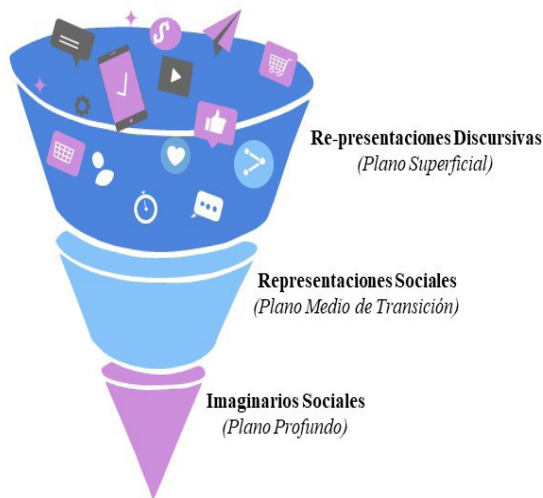 Re-presentaciones Discursivas
(Plano Superficial)
Representaciones Sociales
(Plano Medio de Transición)
Imaginarios Sociales
(Plano Profundo)